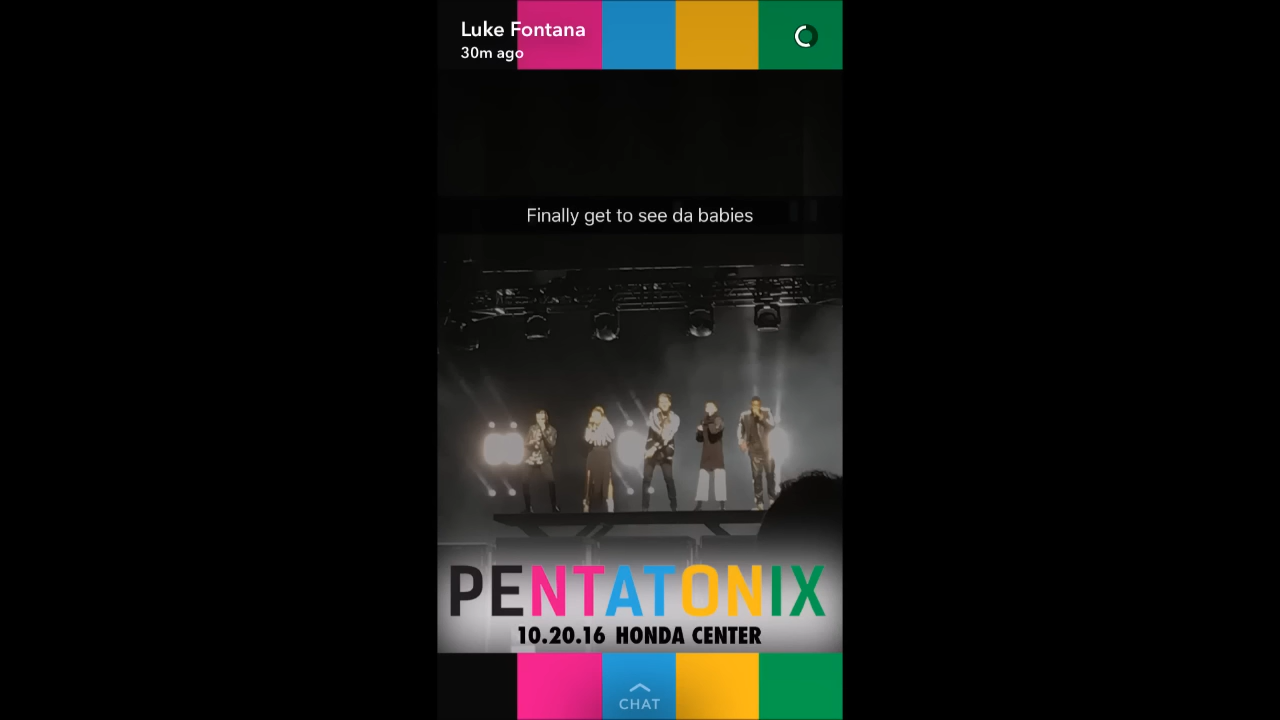 Luke Fontana
30m ago
Finally get to see da babies
PENTATONIX
10.20.16 HONDA CENTER
CHAT